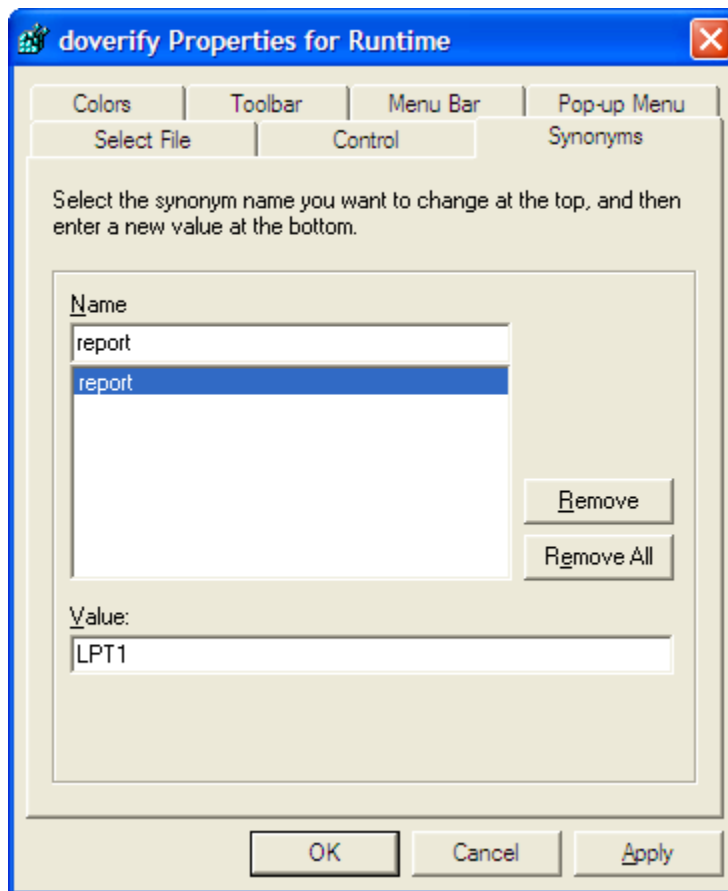 doverify Properties for Runtime
Colors
Toolbar
Menu Bar
Pop-up Menu
Select File
Control
Synonyms
Select the synonym name you want to change at the top, and then
enter a new value at the bottom.
Name
report
report
Remove
Remove All
Value:
LPT1
OK
Cancel
Apply